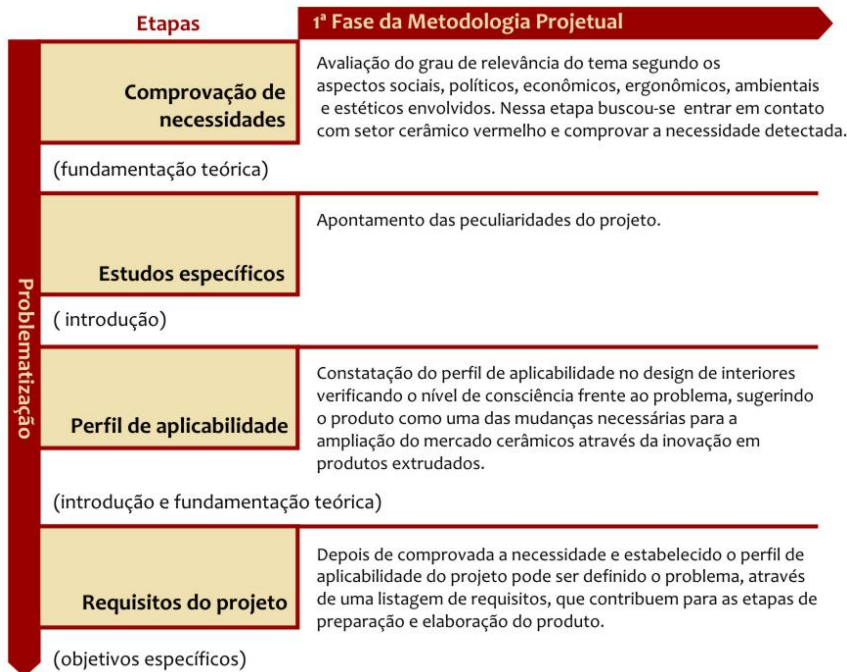 Etapas
1ª Fase da Metodologia Projetual
Problematização
Comprovação de
necessidades
Avaliação do grau de relevância do tema segundo os
aspectos sociais, políticos, econômicos, ergonômicos, ambientais
e estéticos envolvidos. Nessa etapa buscou-se entrar em contato
com setor cerâmico vermelho e comprovar a necessidade detectada.
(fundamentação teórica)
Estudos específicos
Apontamento das peculiaridades do projeto.
( introdução)
Perfil de aplicabilidade
Constatação do perfil de aplicabilidade no design de interiores
verificando o nível de consciência frente ao problema, sugerindo
o produto como uma das mudanças necessárias para a
ampliação do mercado cerâmicos através da inovação em
produtos extrudados.
(introdução e fundamentação teórica)
Requisitos do projeto
Depois de comprovada a necessidade e estabelecido o perfil de
aplicabilidade do projeto pode ser definido o problema, através
de uma listagem de requisitos, que contribuem para as etapas de
preparação e elaboração do produto.
(objetivos específicos)